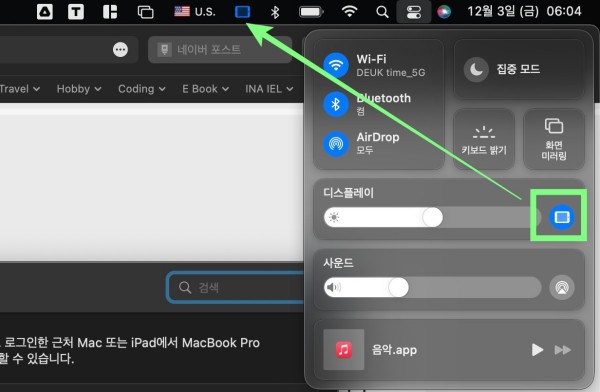 U.S.
12월 3일 (금) 06:04
네이버 포스트
Travel
Hobby
Coding
E Book
INA IEL
Wi-Fi
DEUK time_5G
Bluetooth
컴
AirDrop
모두
집중 모드
키보드 밝기
화면
미러링
디스플레이
사운드
음악.app
검색
로그인한 근처 Mac 또는 iPad에서 MacBook Pro
할 수 있습니다.